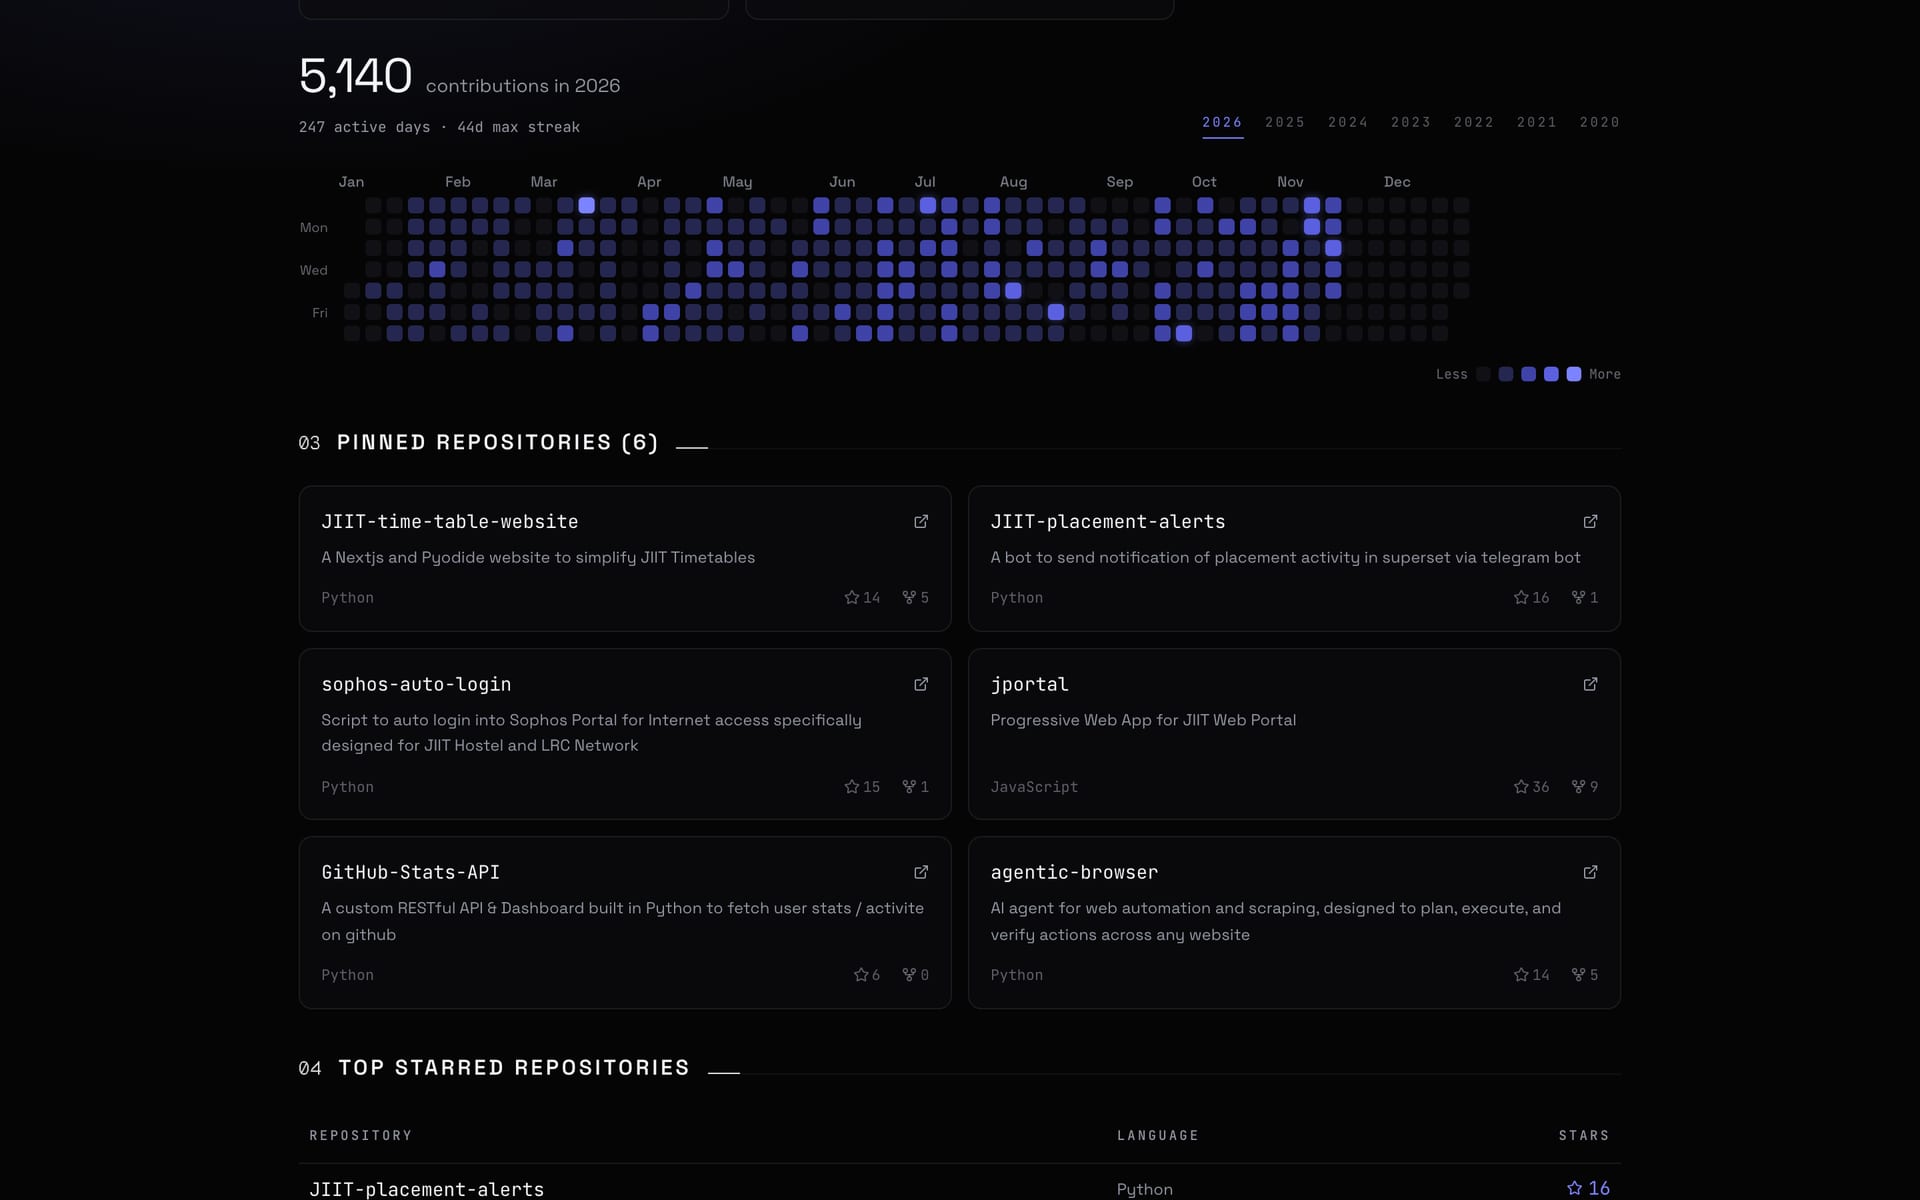 5,140 contributions in 2026
247 active days · 44d max streak
2026 2025 2024 2023 2022 2021 2020
Jan Feb Mar Apr May Jun Jul Aug Sep Oct Nov Dec
Mon
Wed
Fri
Less More
03 PINNED REPOSITORIES (6)
JIIT-time-table-website
A Nextjs and Pyodide website to simplify JIIT Timetables
Python 14 5
JIIT-placement-alerts
A bot to send notification of placement activity in superset via telegram bot
Python 16 1
sophos-auto-login
Script to auto login into Sophos Portal for Internet access specifically
designed for JIIT Hostel and LRC Network
Python 15 1
jportal
Progressive Web App for JIIT Web Portal
JavaScript 36 9
GitHub-Stats-API
A custom RESTful API & Dashboard built in Python to fetch user stats / activite
on github
Python 6 0
agentic-browser
AI agent for web automation and scraping, designed to plan, execute, and
verify actions across any website
Python 14 5
04 TOP STARRED REPOSITORIES
REPOSITORY LANGUAGE STARS
JIIT-placement-alerts Python 16